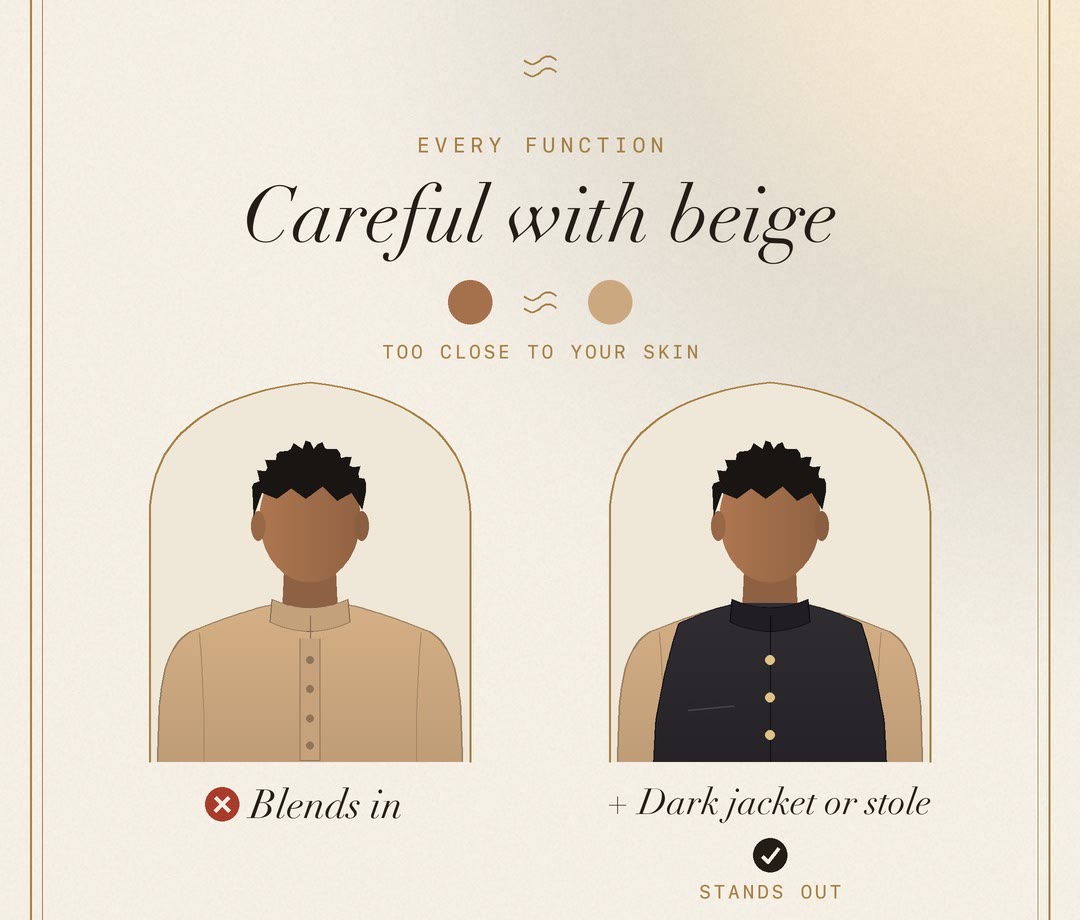 EVERY FUNCTION
Careful with beige
TOO CLOSE TO YOUR SKIN
Blends in
+ Dark jacket or stole
STANDS OUT